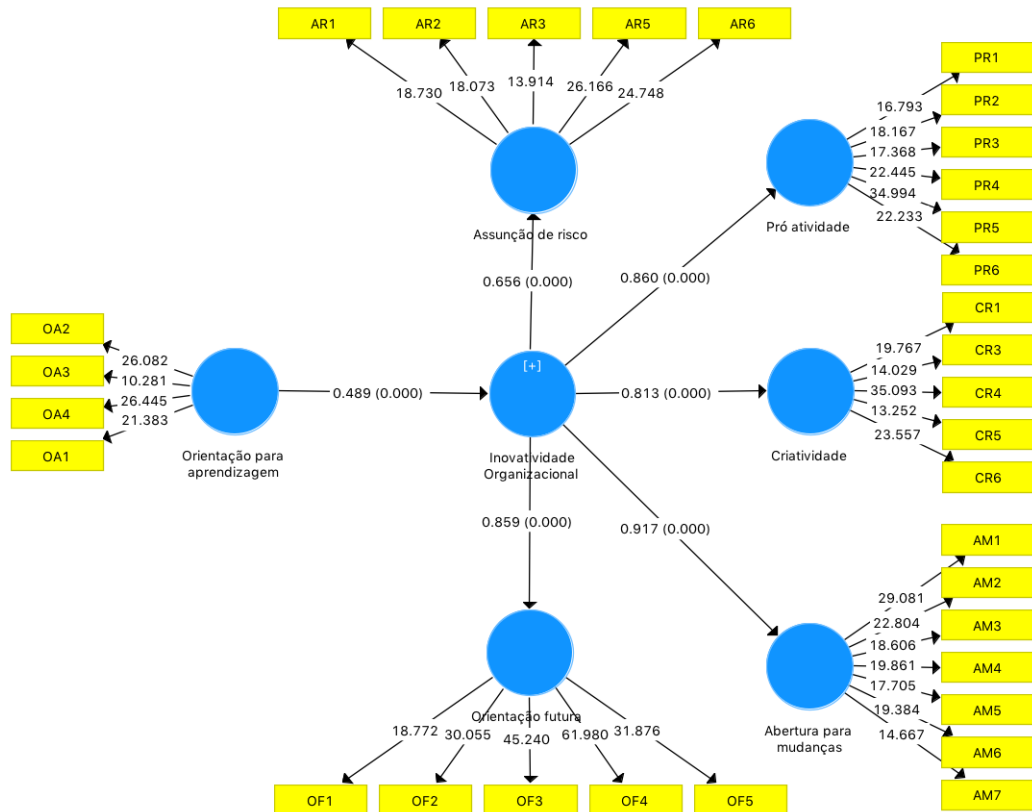 AR1
AR2
AR3
AR5
AR6
18.730
18.073
13.914
26.166
24.748
Assunção de risco
0.656 (0.000)
PR1
PR2
PR3
PR4
PR5
PR6
16.793
18.167
17.368
22.445
34.994
22.233
Pró atividade
0.860 (0.000)
OA2
OA3
OA4
OA1
26.082
10.281
26.445
21.383
Orientação para
aprendizagem
0.489 (0.000)
[+]
Inovatividade
Organizacional
0.813 (0.000)
Criatividade
CR1
CR3
CR4
CR5
CR6
19.767
14.029
35.093
13.252
23.557
0.859 (0.000)
0.917 (0.000)
Orientação futura
18.772
30.055
45.240
61.980
31.876
OF1
OF2
OF3
OF4
OF5
Abertura para
mudanças
29.081
22.804
18.606
19.861
17.705
19.384
14.667
AM1
AM2
AM3
AM4
AM5
AM6
AM7